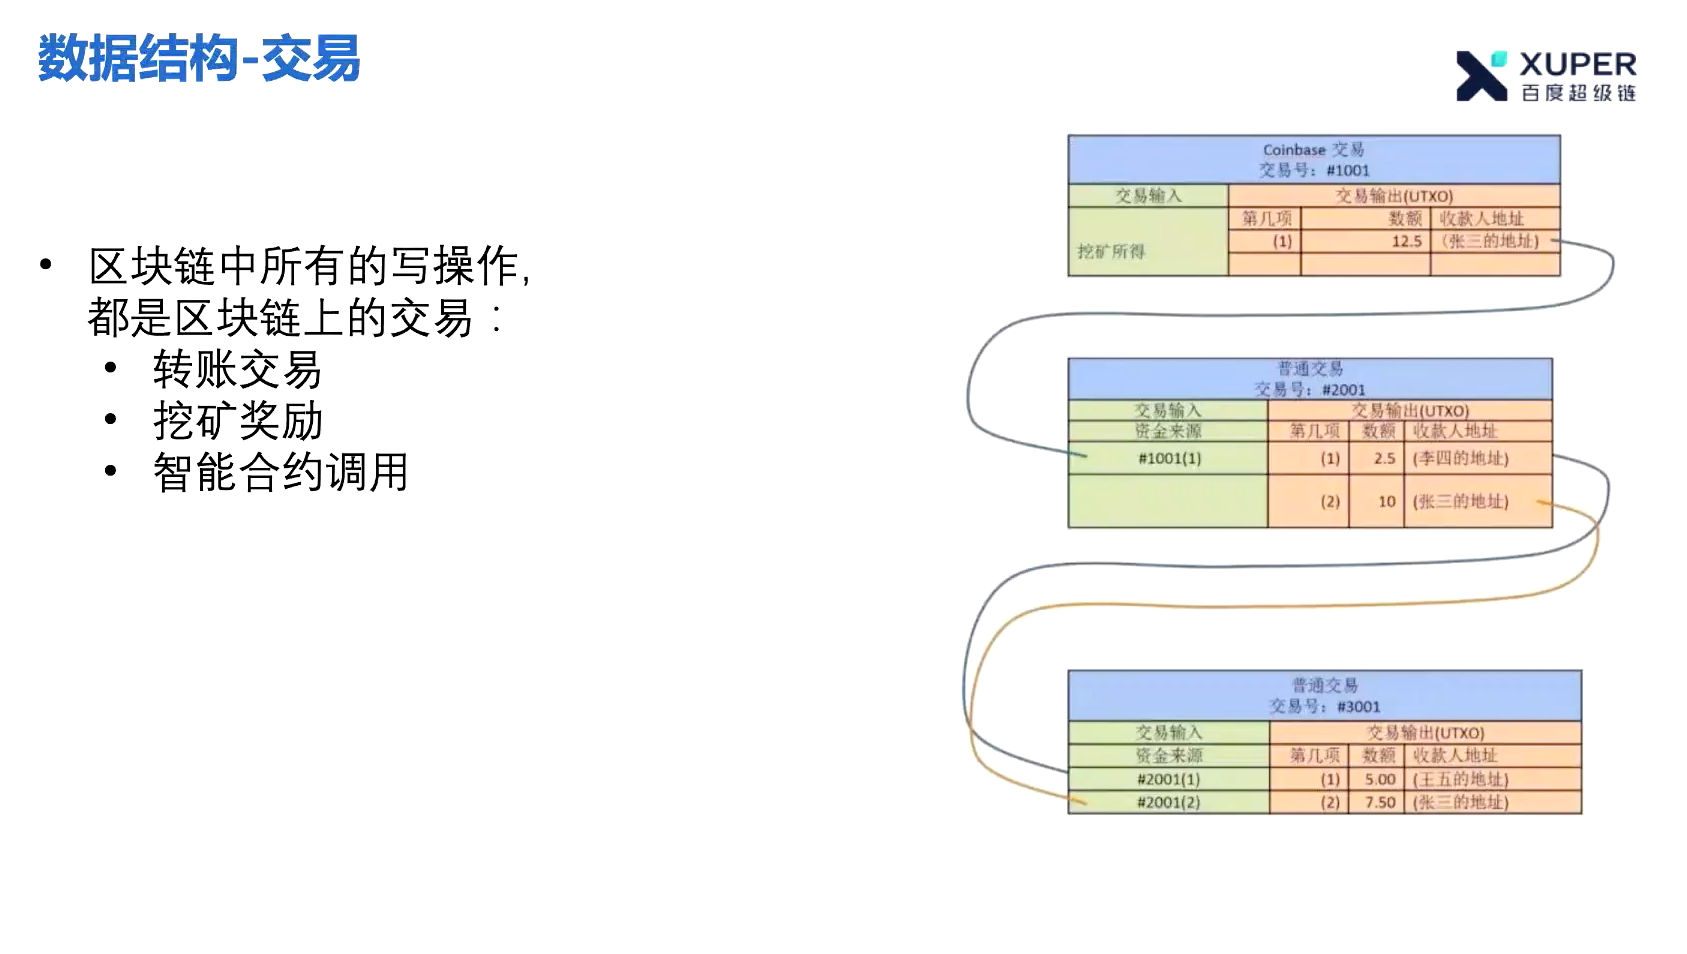 数据结构-交易
XUPER
百度超级链
• 区块链中所有的写操作,
都是区块链上的交易：
• 转账交易
• 挖矿奖励
• 智能合约调用
Coinbase 交易
交易号：#1001
交易输入 交易输出(UTXO)
第几项 数额 收款人地址
挖矿所得 (1) 12.5 (张三的地址)
普通交易
交易号：#2001
交易输入 交易输出(UTXO)
资金来源 第几项 数额 收款人地址
#1001(1) (1) 2.5 (李四的地址)
(2) 10 (张三的地址)
普通交易
交易号：#3001
交易输入 交易输出(UTXO)
资金来源 第几项 数额 收款人地址
#2001(1) (1) 5.00 (王五的地址)
#2001(2) (2) 7.50 (张三的地址)